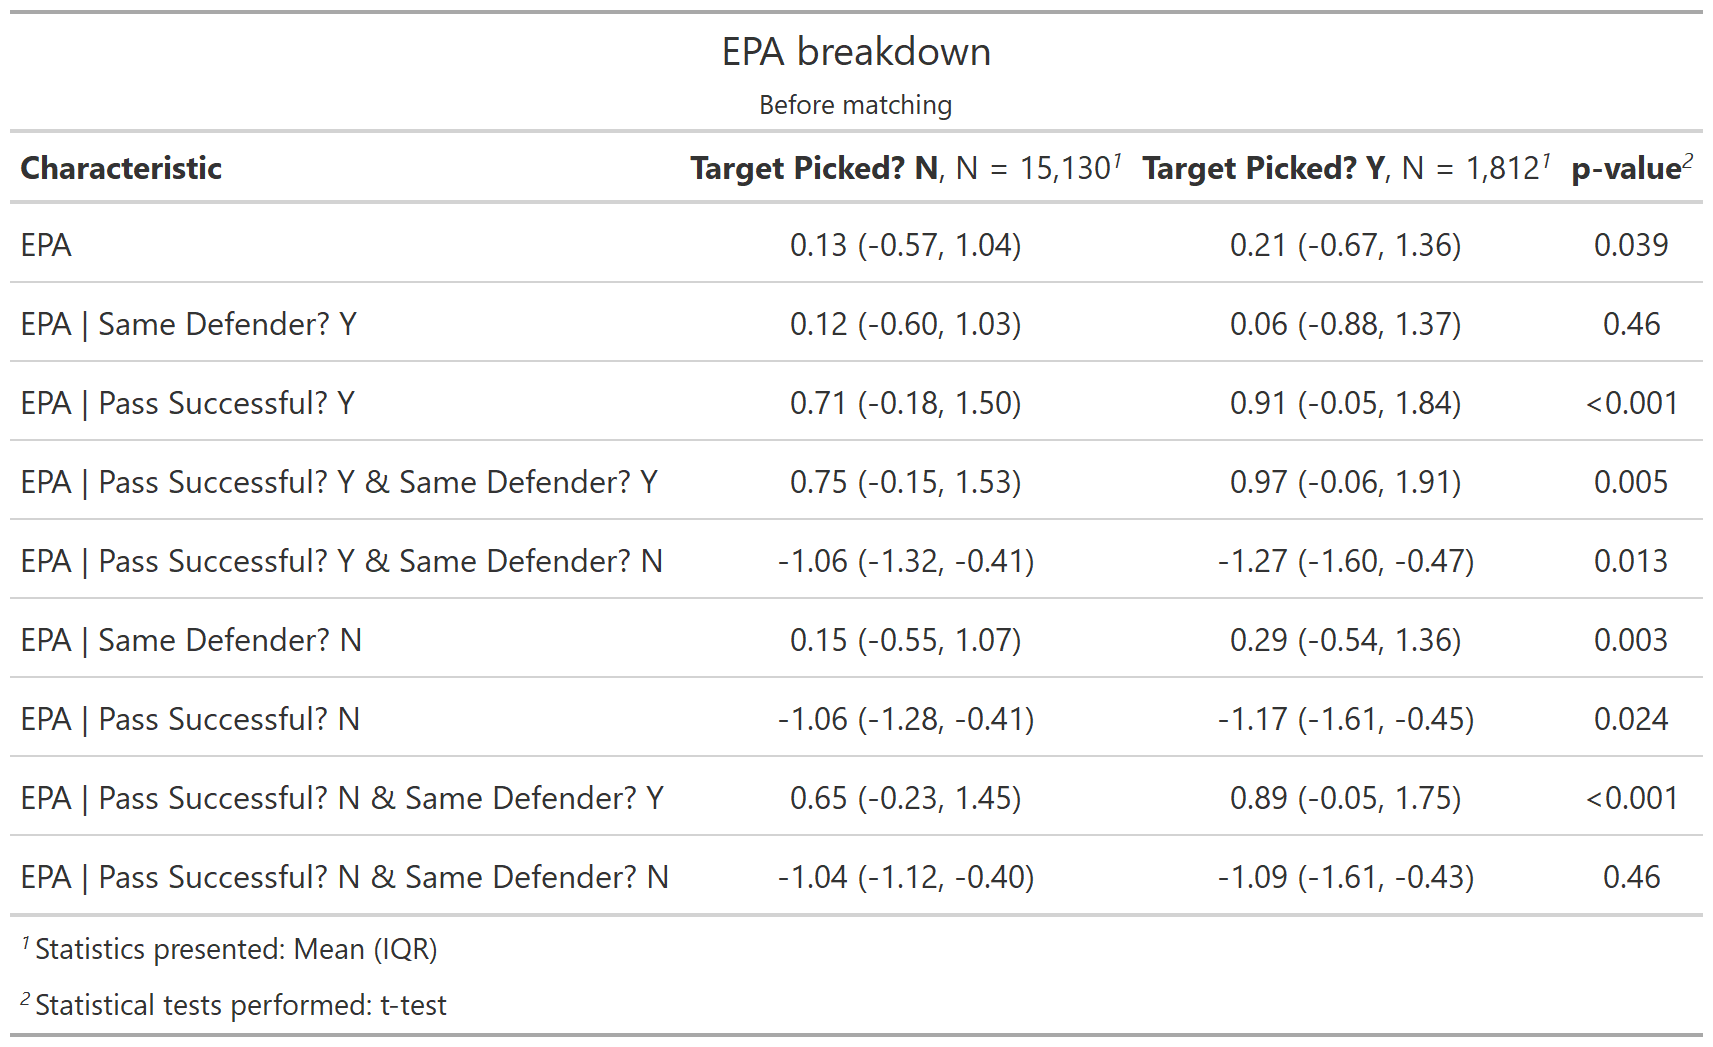 EPA breakdown
Before matching
Characteristic Target Picked? N, N = 15,130¹ Target Picked? Y, N = 1,812¹ p-value²
EPA 0.13 (-0.57, 1.04) 0.21 (-0.67, 1.36) 0.039
EPA | Same Defender? Y 0.12 (-0.60, 1.03) 0.06 (-0.88, 1.37) 0.46
EPA | Pass Successful? Y 0.71 (-0.18, 1.50) 0.91 (-0.05, 1.84) <0.001
EPA | Pass Successful? Y & Same Defender? Y 0.75 (-0.15, 1.53) 0.97 (-0.06, 1.91) 0.005
EPA | Pass Successful? Y & Same Defender? N -1.06 (-1.32, -0.41) -1.27 (-1.60, -0.47) 0.013
EPA | Same Defender? N 0.15 (-0.55, 1.07) 0.29 (-0.54, 1.36) 0.003
EPA | Pass Successful? N -1.06 (-1.28, -0.41) -1.17 (-1.61, -0.45) 0.024
EPA | Pass Successful? N & Same Defender? Y 0.65 (-0.23, 1.45) 0.89 (-0.05, 1.75) <0.001
EPA | Pass Successful? N & Same Defender? N -1.04 (-1.12, -0.40) -1.09 (-1.61, -0.43) 0.46
¹ Statistics presented: Mean (IQR)
² Statistical tests performed: t-test